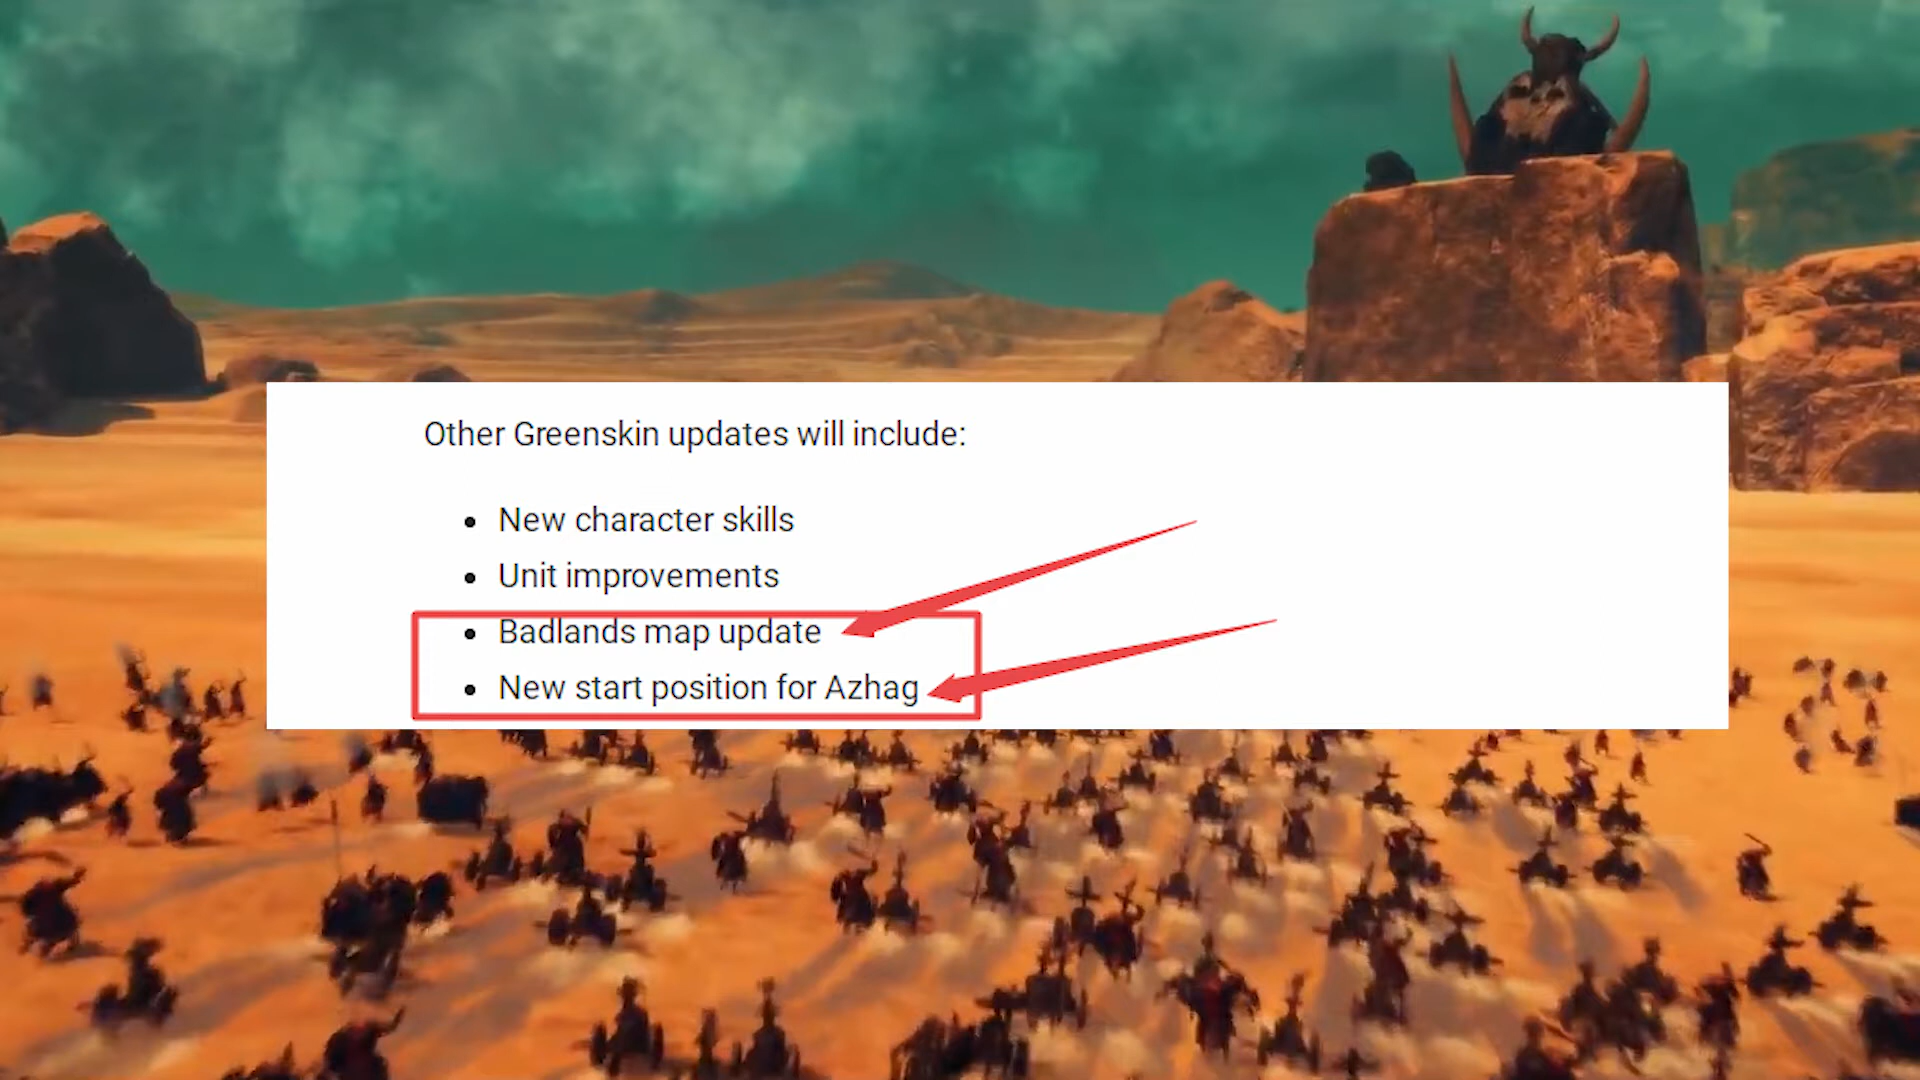 Other Greenskin updates will include:
• New character skills
• Unit improvements
• Badlands map update
• New start position for Azhag